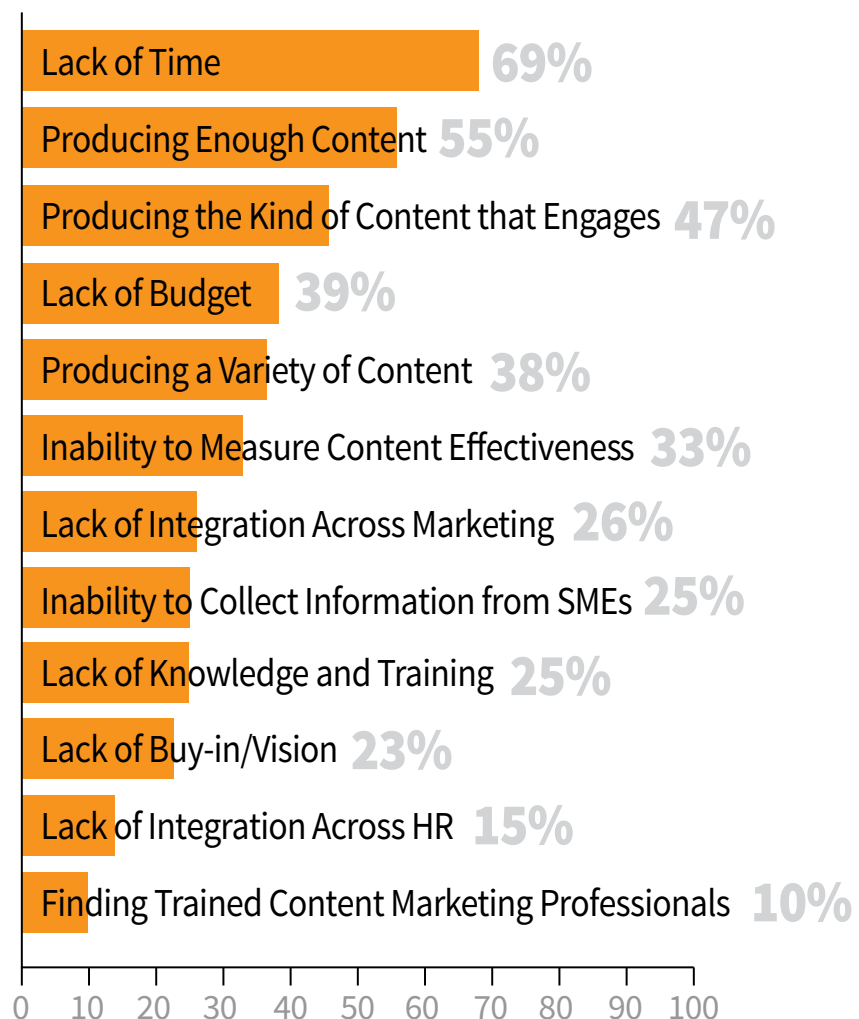 Lack of Time 69%
Producing Enough Content 55%
Producing the Kind of Content that Engages 47%
Lack of Budget 39%
Producing a Variety of Content 38%
Inability to Measure Content Effectiveness 33%
Lack of Integration Across Marketing 26%
Inability to Collect Information from SMEs 25%
Lack of Knowledge and Training 25%
Lack of Buy-in/Vision 23%
Lack of Integration Across HR 15%
Finding Trained Content Marketing Professionals 10%
0 10 20 30 40 50 60 70 80 90 100